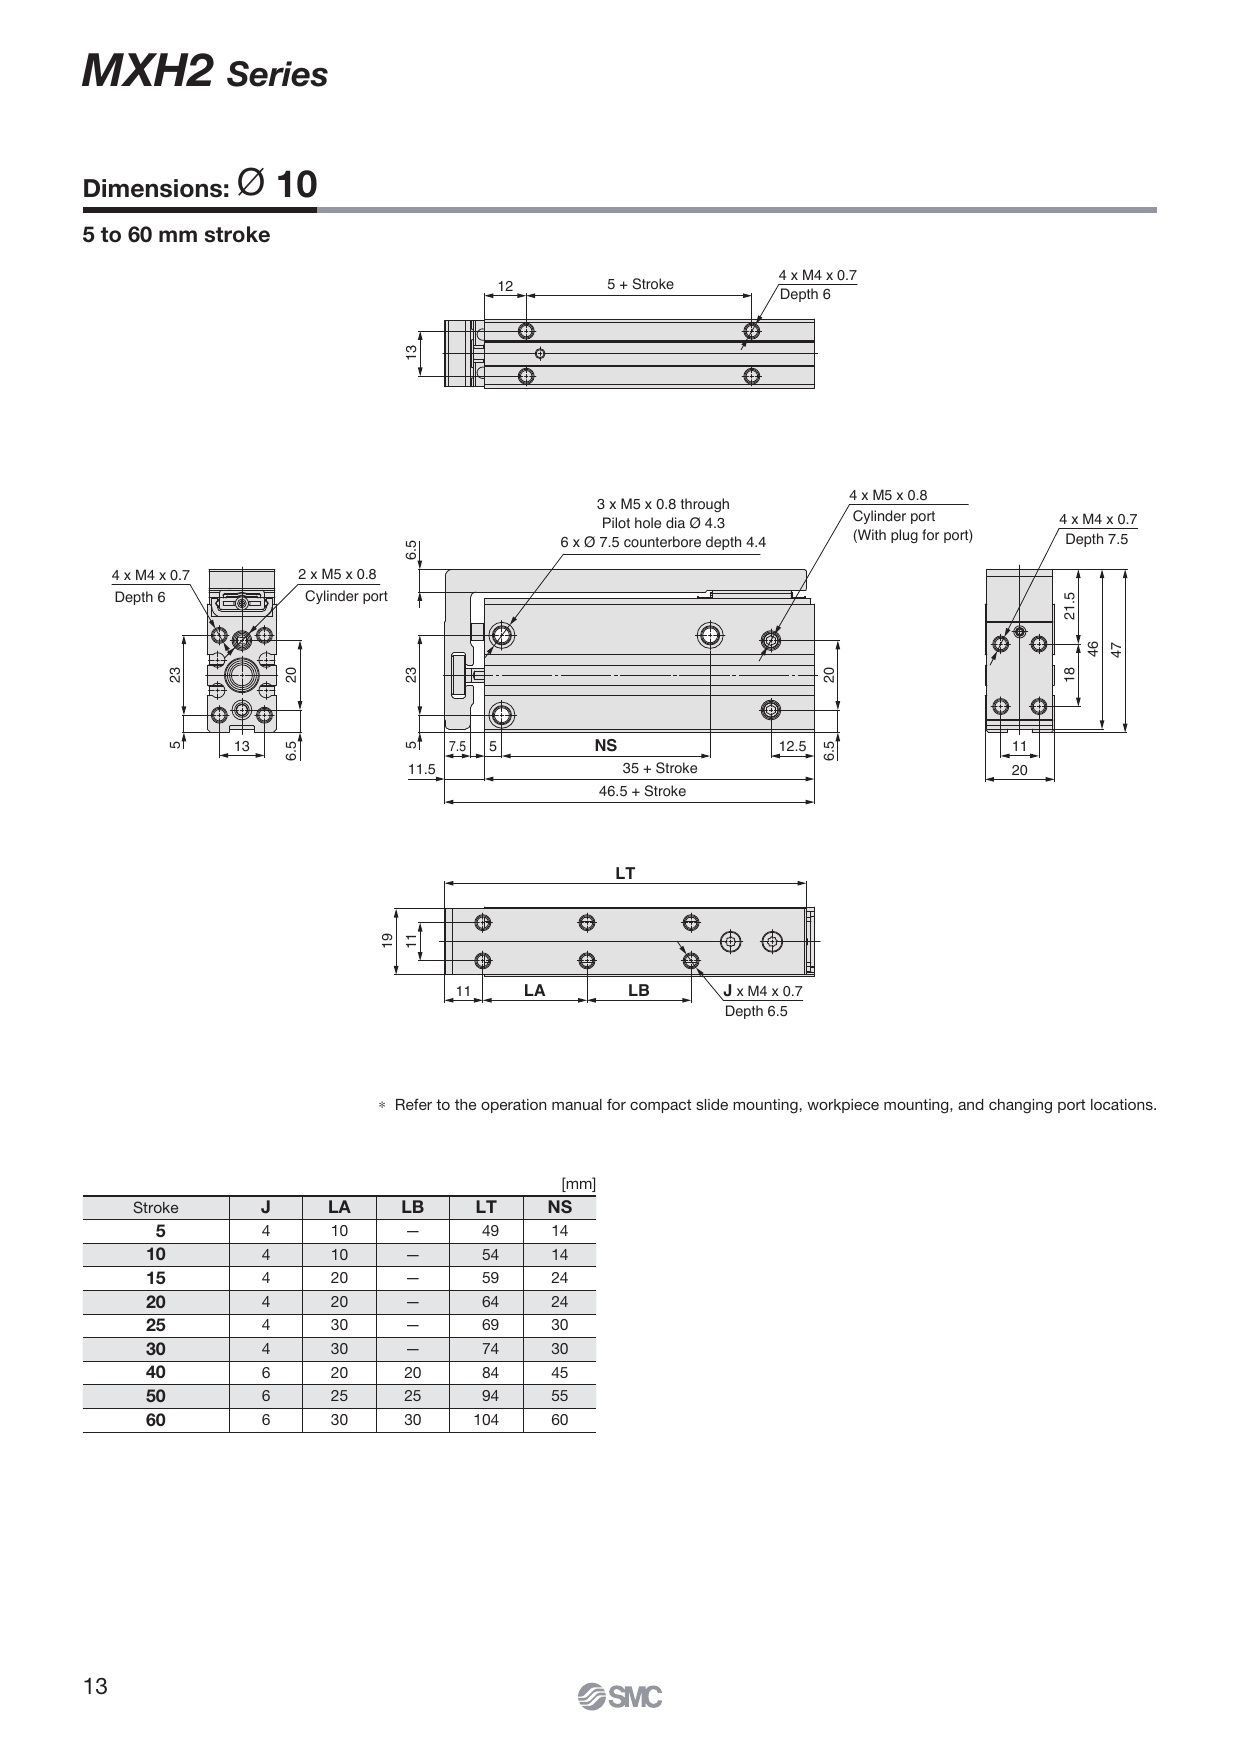 MXH2 Series
Dimensions: Ø 10
5 to 60 mm stroke
12
5 + Stroke
4 x M4 x 0.7
Depth 6
13
3 x M5 x 0.8 through
Pilot hole dia Ø 4.3
6 x Ø 7.5 counterbore depth 4.4
4 x M5 x 0.8
Cylinder port
(With plug for port)
4 x M4 x 0.7
Depth 7.5
4 x M4 x 0.7
Depth 6
2 x M5 x 0.8
Cylinder port
23
20
5
13
6.5
6.5
23
5
7.5
5
NS
12.5
20
6.5
11.5
35 + Stroke
46.5 + Stroke
21.5
18
46
47
11
20
LT
19
11
11
LA
LB
J x M4 x 0.7
Depth 6.5
* Refer to the operation manual for compact slide mounting, workpiece mounting, and changing port locations.
[mm]
Stroke J LA LB LT NS
5 4 10 — 49 14
10 4 10 — 54 14
15 4 20 — 59 24
20 4 20 — 64 24
25 4 30 — 69 30
30 4 30 — 74 30
40 6 20 20 84 45
50 6 25 25 94 55
60 6 30 30 104 60
13
SMC